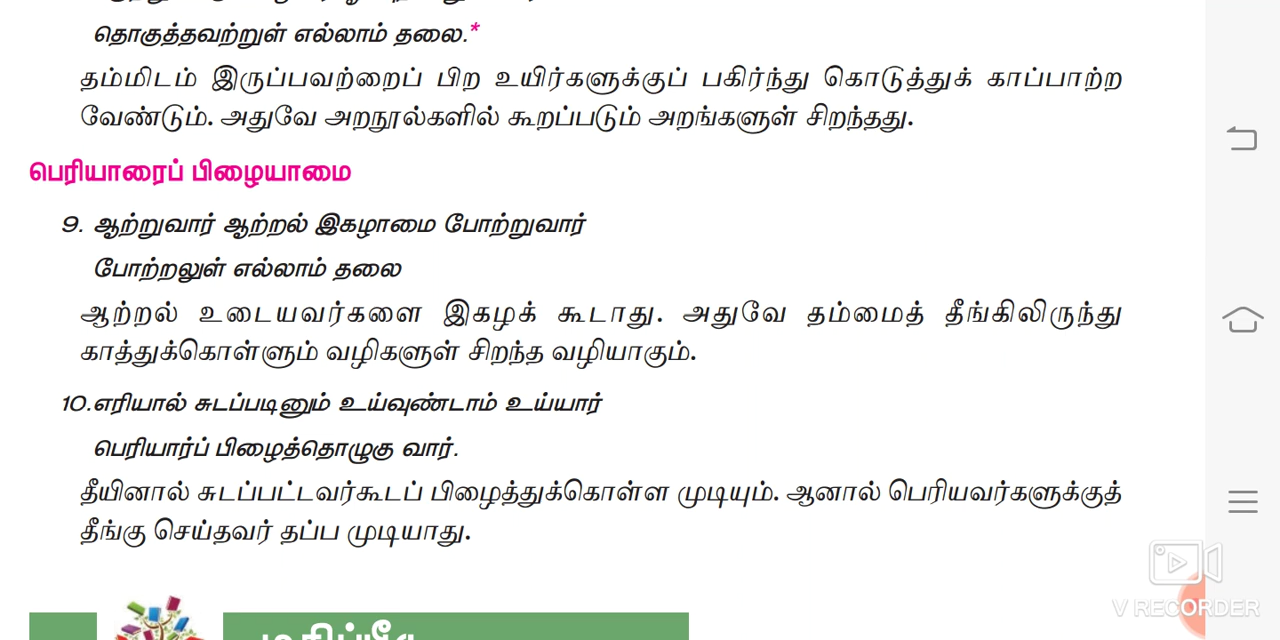 தொகுத்தவற்றுள் எல்லாம் தலை.*
தம்மிடம் இருப்பவற்றைப் பிற உயிர்களுக்குப் பகிர்ந்து கொடுத்துக் காப்பாற்ற
வேண்டும். அதுவே அறநூல்களில் கூறப்படும் அறங்களுள் சிறந்தது.
பெரியாரைப் பிழையாமை
9. ஆற்றுவார் ஆற்றல் இகழாமை போற்றுவார்
போற்றலுள் எல்லாம் தலை
ஆற்றல் உடையவர்களை இகழக் கூடாது. அதுவே தம்மைத் தீங்கிலிருந்து
காத்துக்கொள்ளும் வழிகளுள் சிறந்த வழியாகும்.
10.எரியால் சுடப்படினும் உய்வுண்டாம் உய்யார்
பெரியார்ப் பிழைத்தொழுகு வார்.
தீயினால் சுடப்பட்டவர்கூடப் பிழைத்துக்கொள்ள முடியும். ஆனால் பெரியவர்களுக்குத்
தீங்கு செய்தவர் தப்ப முடியாது.
V RECORDER